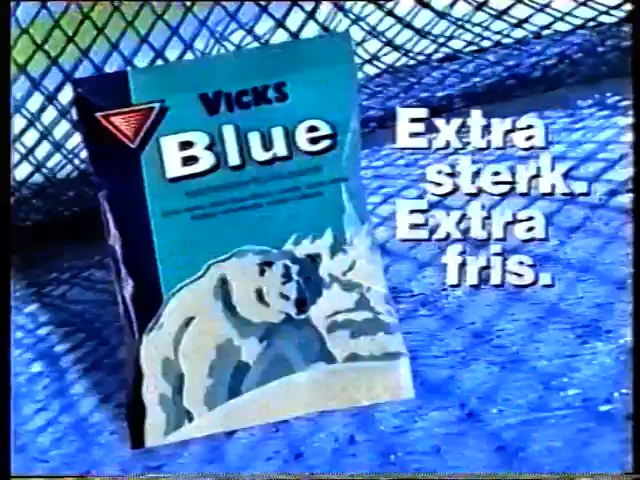 VICKS
Blue
Extra
sterk.
Extra
fris.